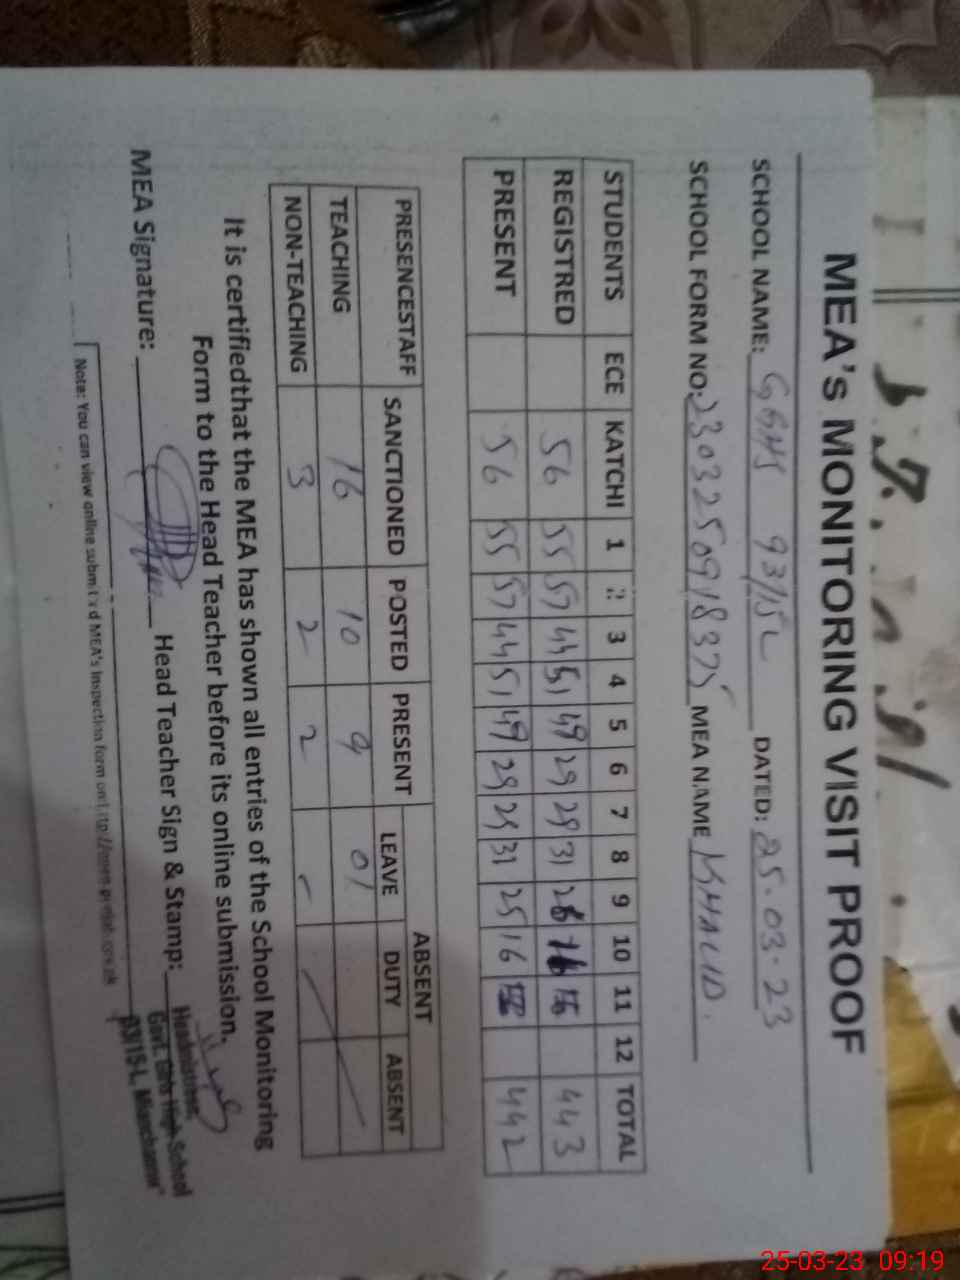 MEA's MONITORING VISIT PROOF
SCHOOL NAME: GGHS 93/15L DATED: 25.03.23
SCHOOL FORM NO: 2303250918375 MEA NAME KHALID.
STUDENTS ECE KATCHI 1 2 3 4 5 6 7 8 9 10 11 12 TOTAL
REGISTRED 56 55 57 44 51 49 29 29 31 26 16 443
PRESENT 56 55 57 44 51 49 29 29 31 25 16 442
PRESENCESTAFF SANCTIONED POSTED PRESENT ABSENT
LEAVE DUTY ABSENT
TEACHING 16 10 9 01
NON-TEACHING 3 2 2 -
It is certifiedthat the MEA has shown all entries of the School Monitoring
Form to the Head Teacher before its online submission.
MEA Signature: Head Teacher Sign & Stamp:
Headmistress
Govt. Girls High School
93/15-L, Mianchannu
Note: You can view online submitted MEA's Inspection form on
25-03-23 09:19